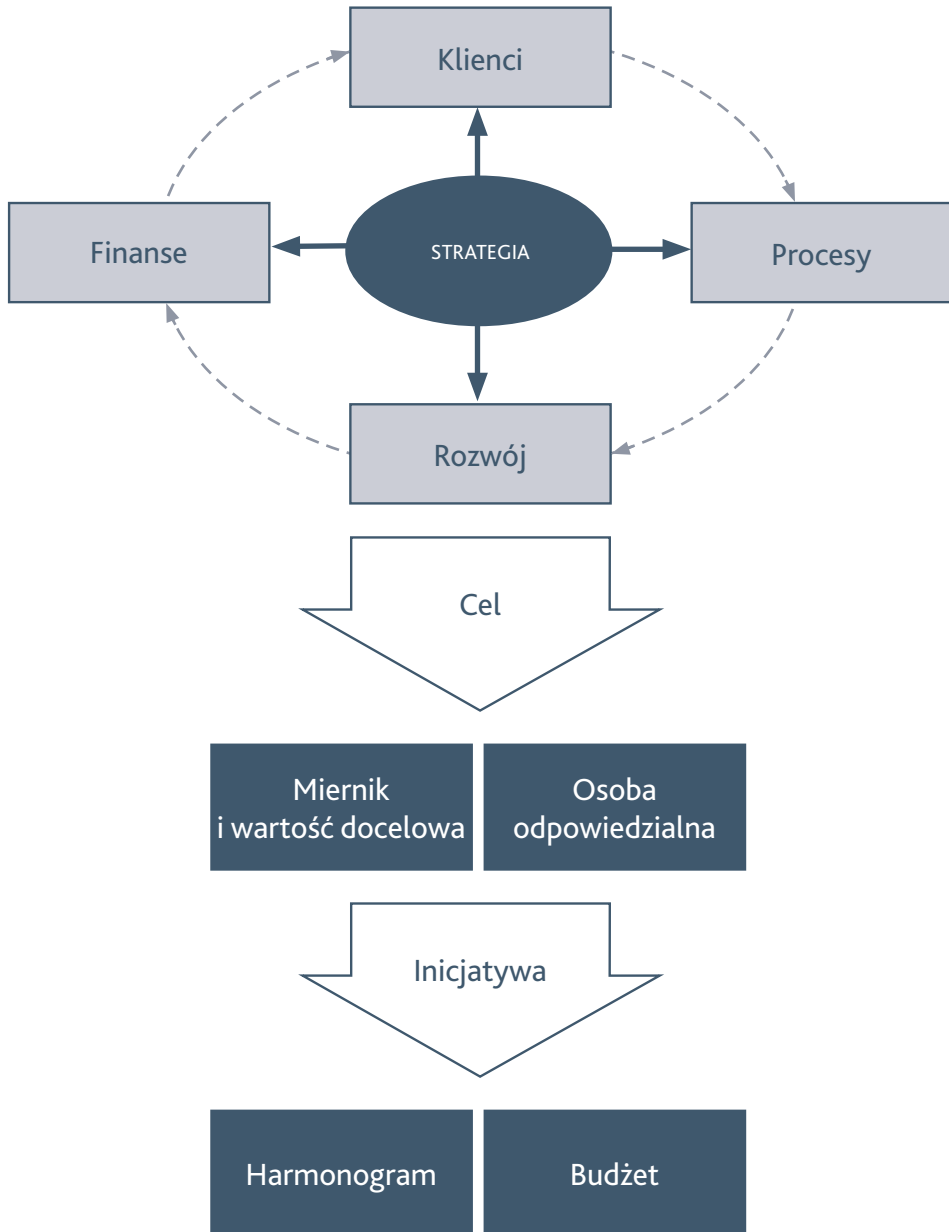 Klienci
Finanse
STRATEGIA
Procesy
Rozwój
Cel
Miernik
i wartość docelowa
Osoba
odpowiedzialna
Inicjatywa
Harmonogram
Budżet